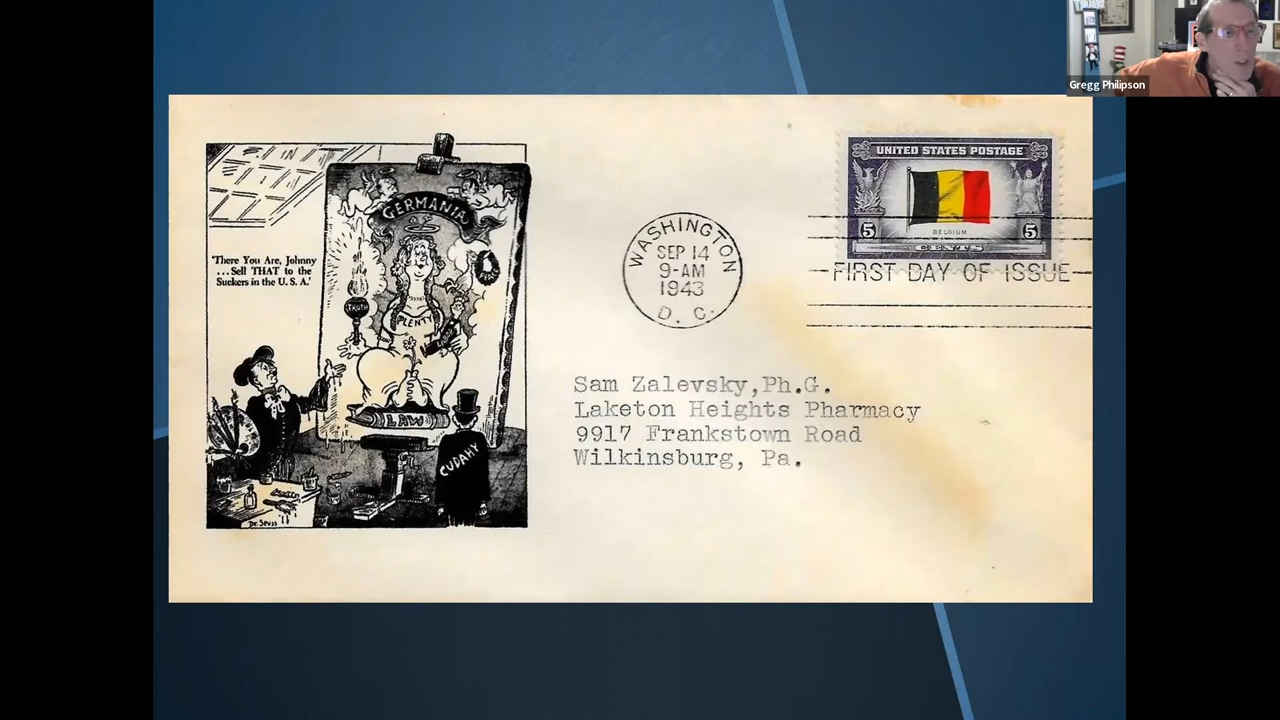 Gregg Philipson
GERMANIA
'There You Are, Johnny
...Sell THAT to the
Suckers in the U. S. A.'
TRUTH
PLENTY
LAW
CUDAHY
Dr. Seuss
WASHINGTON
SEP 14
9-AM
1943
D. C.
UNITED STATES POSTAGE
BELGIUM
5 5
CENTS
FIRST DAY OF ISSUE
Sam Zalevsky,Ph.G.
Laketon Heights Pharmacy
9917 Frankstown Road
Wilkinsburg, Pa.